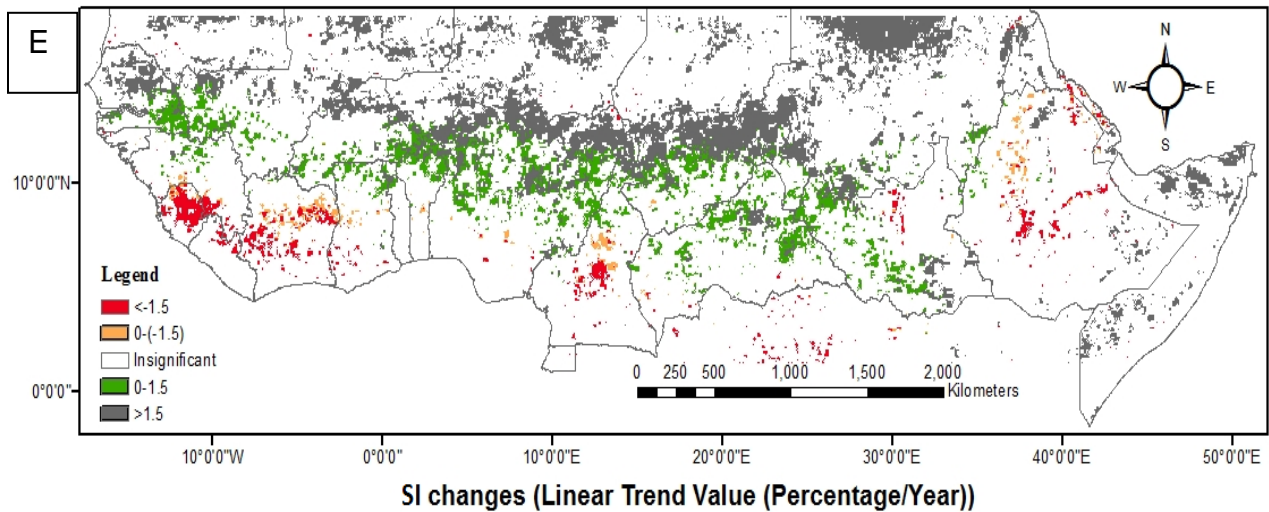 E
N
W E
S
10°0'0"N
Legend
<-1.5
0-(-1.5)
Insignificant
0-1.5
>1.5
0 250 500 1,000 1,500 2,000
Kilometers
0°0'0"
10°0'0"W 0°0'0" 10°0'0"E 20°0'0"E 30°0'0"E 40°0'0"E 50°0'0"E
SI changes (Linear Trend Value (Percentage/Year))